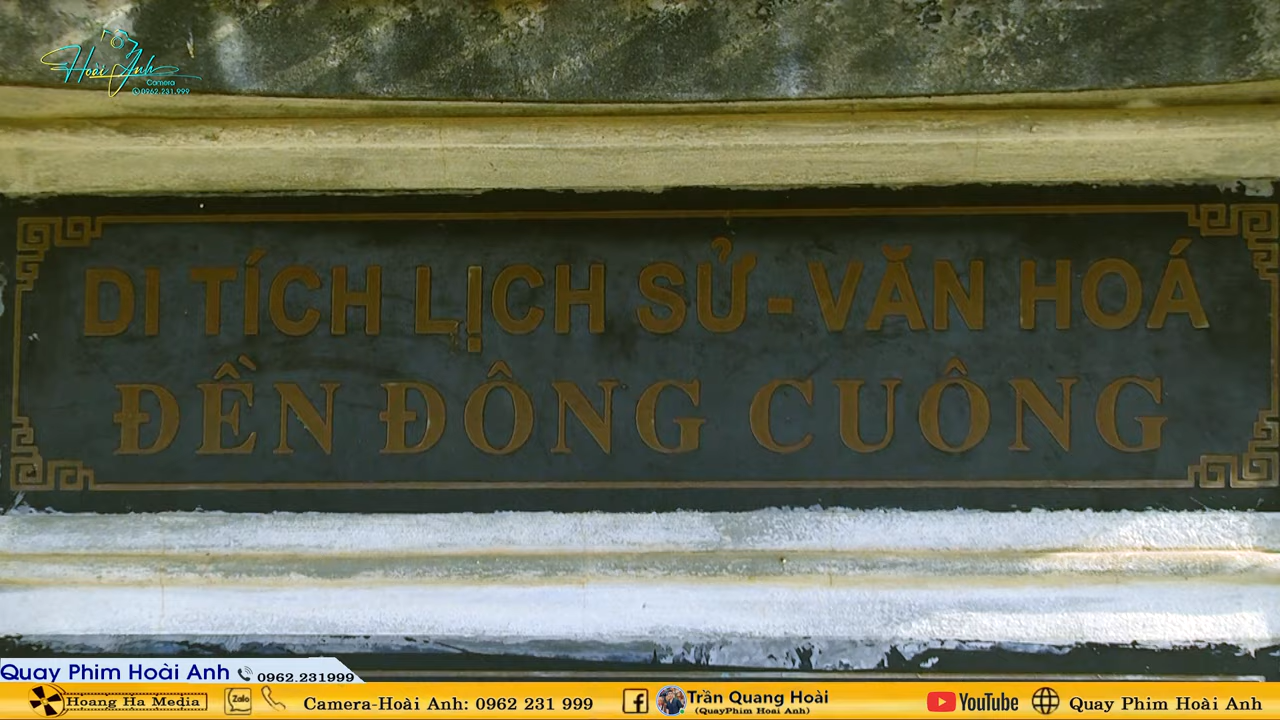 Hoài Anh
Camera
0962.231.999
DI TÍCH LỊCH SỬ - VĂN HOÁ
ĐỀN ĐÔNG CUÔNG
Quay Phim Hoài Anh 0962.231999
Hoang Ha Media Zalo Camera-Hoài Anh: 0962 231 999 Trần Quang Hoài YouTube Quay Phim Hoài Anh
(QuayPhim Hoai Anh)